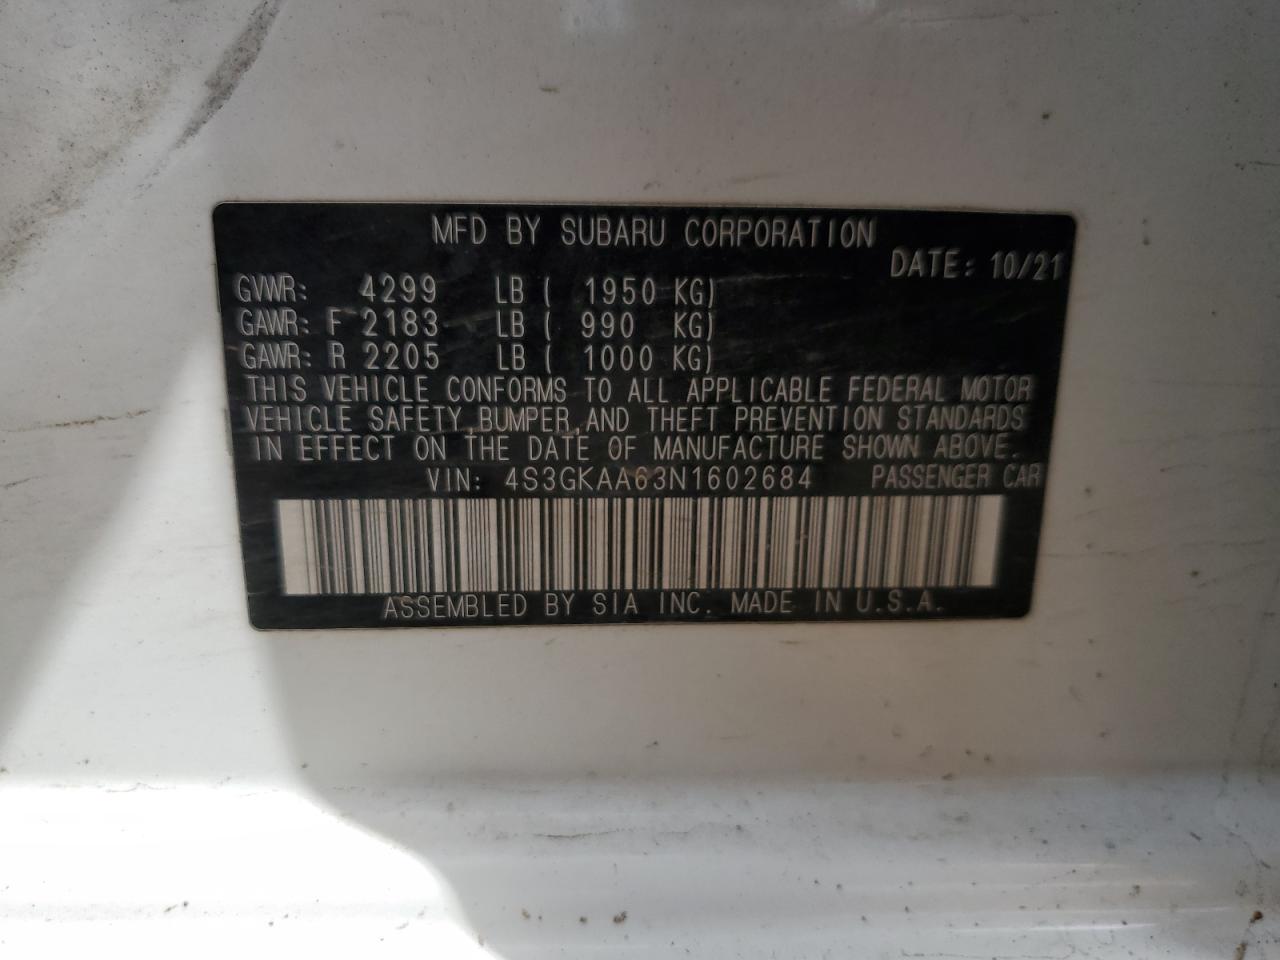 MFD BY SUBARU CORPORATION
DATE: 10/21
GVWR: 4299 LB ( 1950 KG)
GAWR: F 2183 LB ( 990 KG)
GAWR: R 2205 LB ( 1000 KG)
THIS VEHICLE CONFORMS TO ALL APPLICABLE FEDERAL MOTOR
VEHICLE SAFETY BUMPER AND THEFT PREVENTION STANDARDS
IN EFFECT ON THE DATE OF MANUFACTURE SHOWN ABOVE.
VIN: 4S3GKAA63N1602684 PASSENGER CAR
ASSEMBLED BY SIA INC. MADE IN U.S.A.